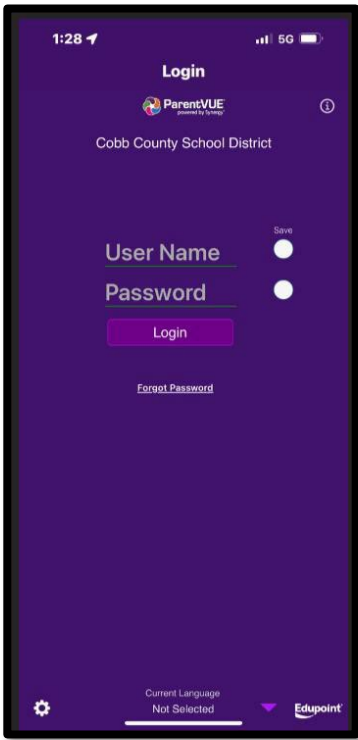 1:28 5G
Login
ParentVUE
powered by Synergy
Cobb County School District
Save
User Name
Password
Login
Forgot Password
Current Language
Not Selected
Edupoint